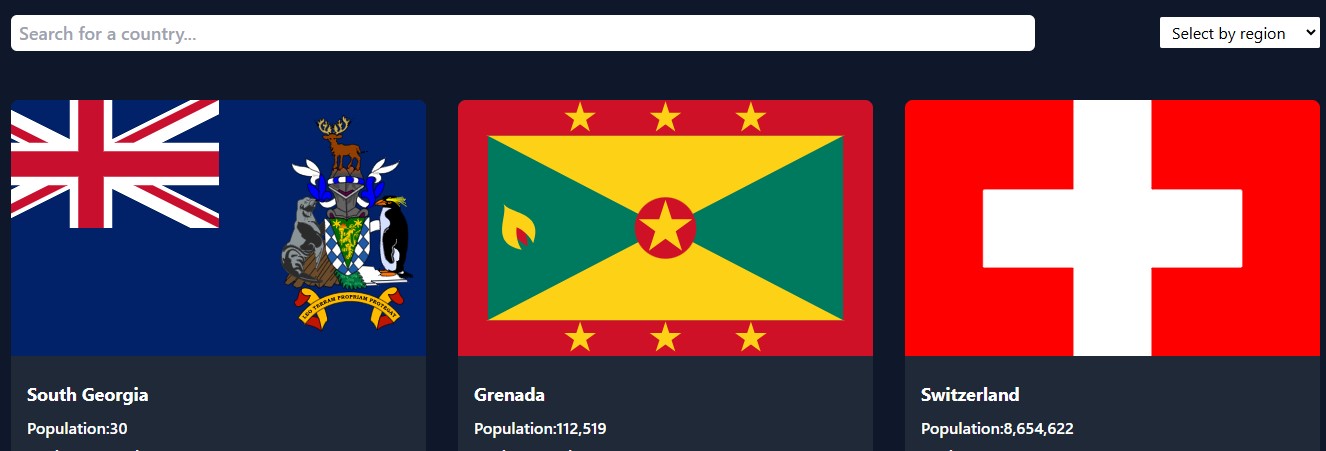 Search for a country...
Select by region
LEO TERRAM PROPRIAM PROTEGAT
South Georgia
Grenada
Switzerland
Population:30
Population:112,519
Population:8,654,622